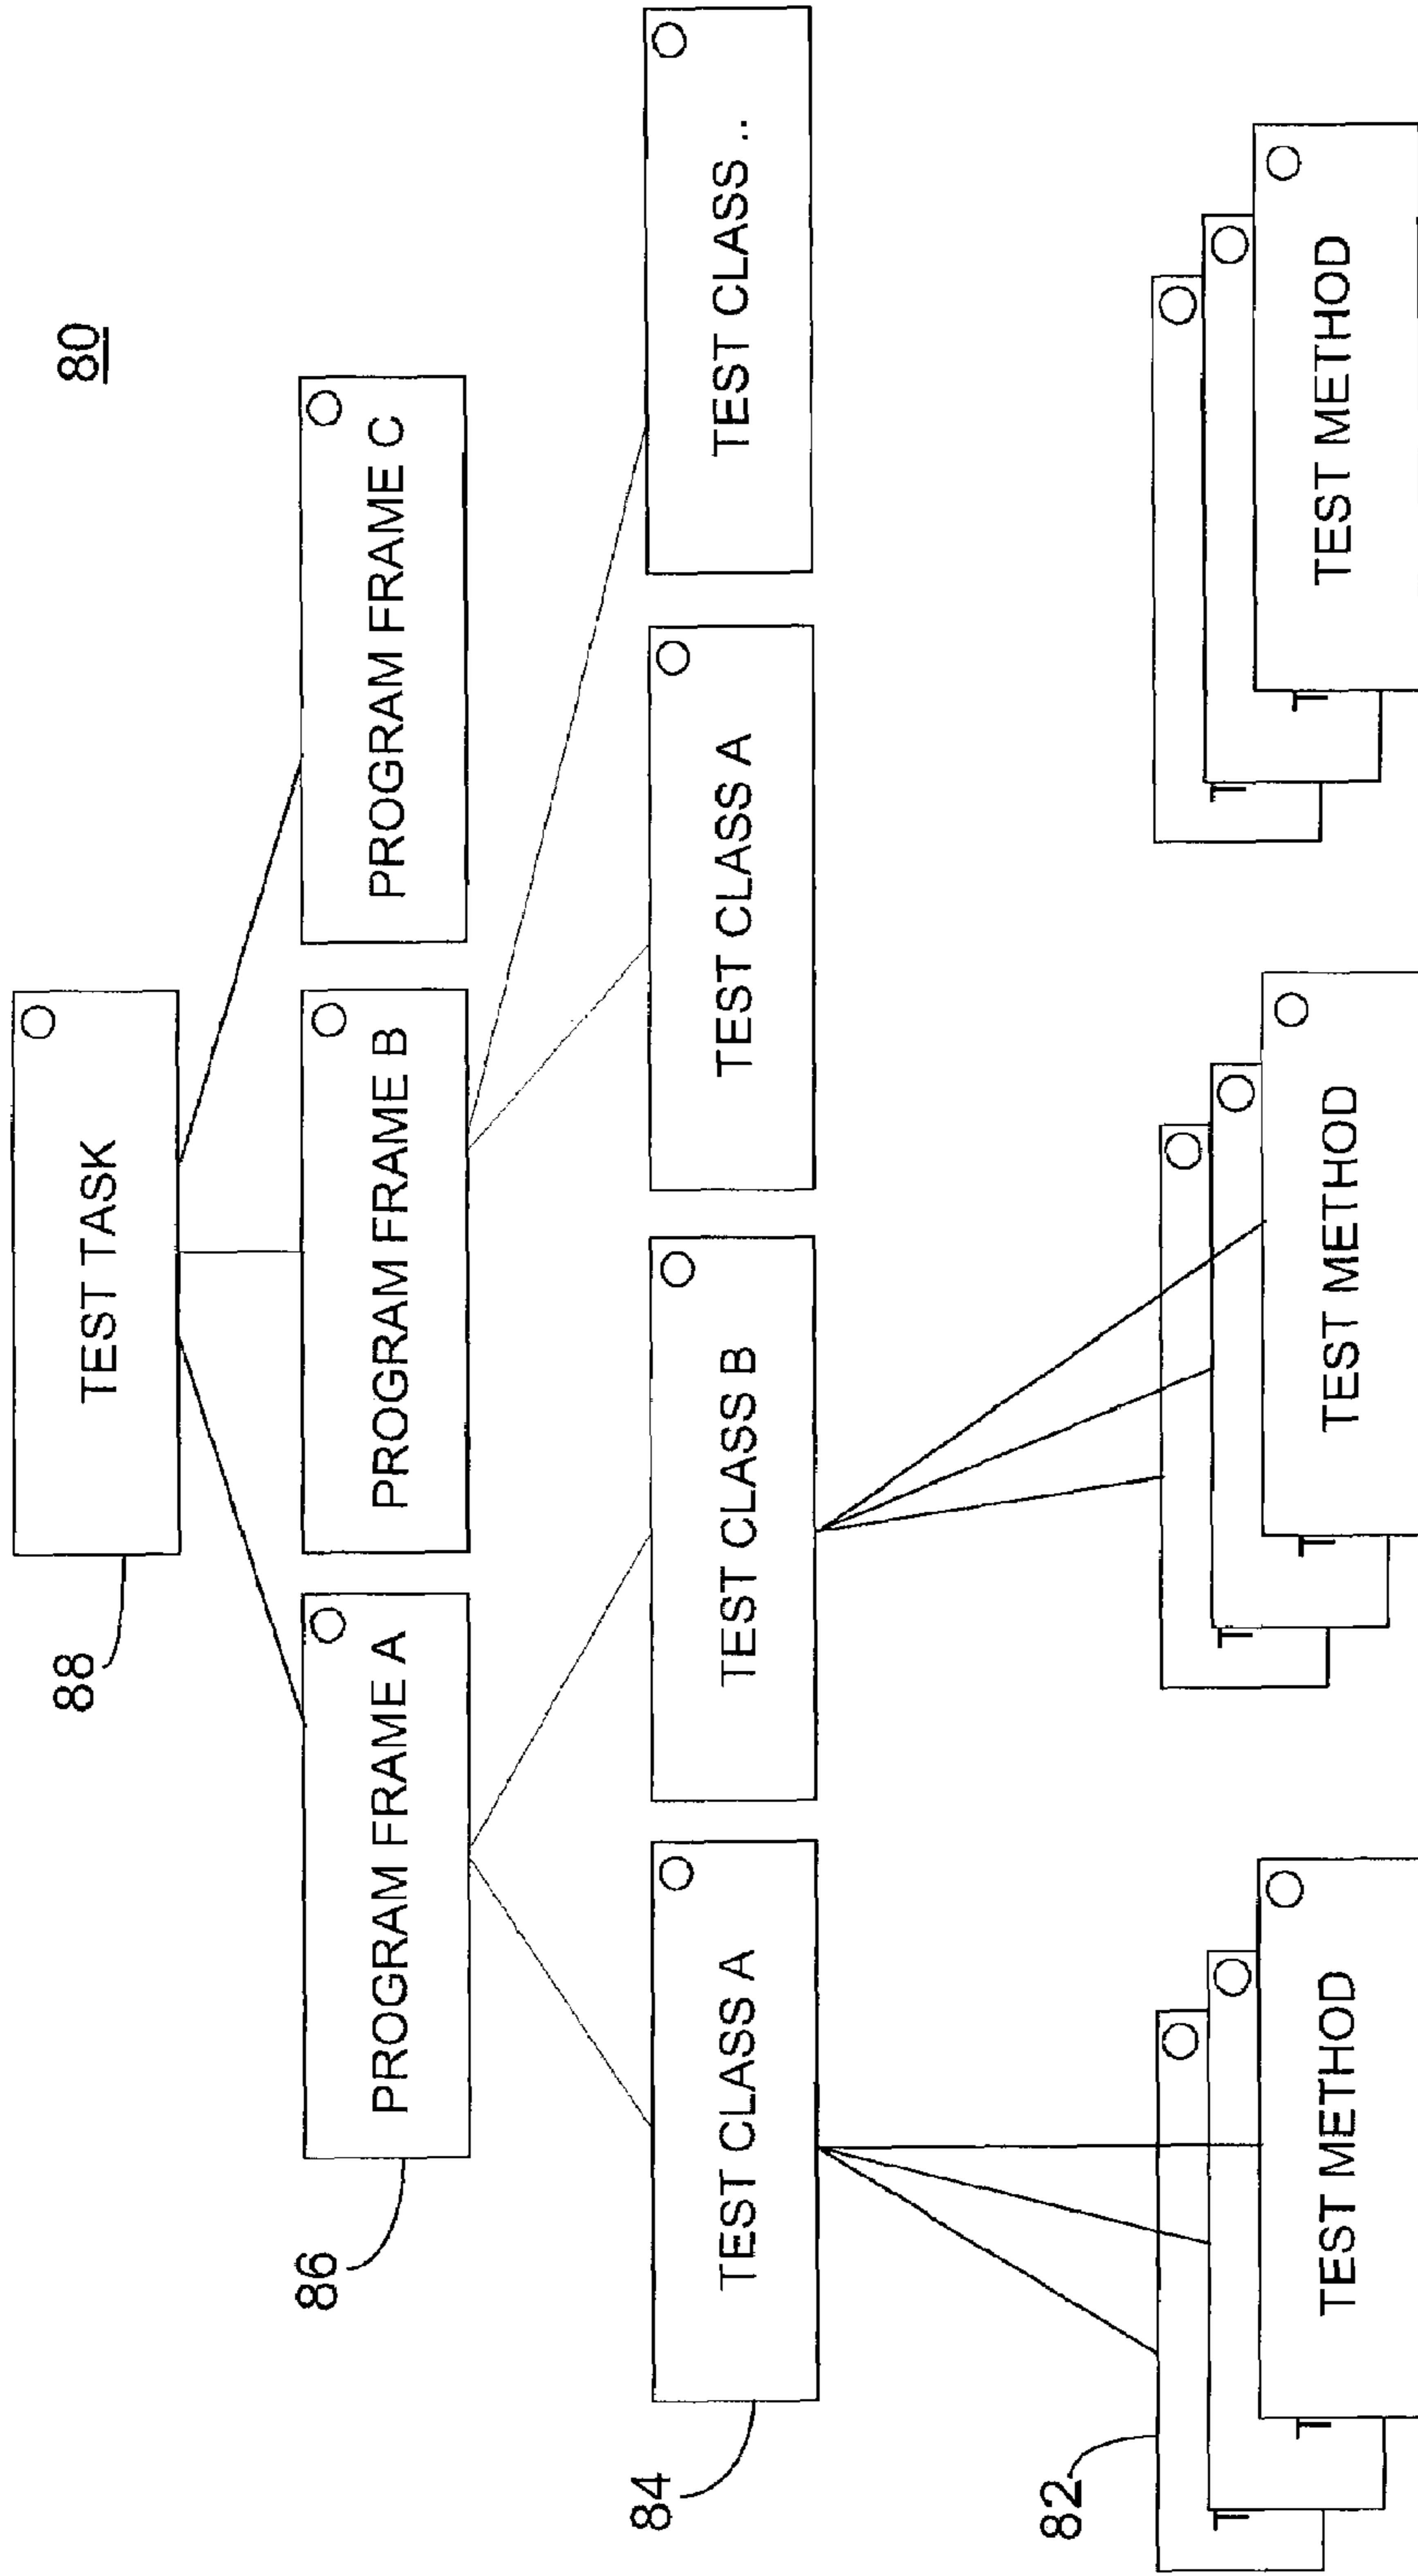 80
88
TEST TASK
86
PROGRAM FRAME A
PROGRAM FRAME B
PROGRAM FRAME C
84
TEST CLASS A
TEST CLASS B
TEST CLASS A
TEST CLASS ..
82
T
T
TEST METHOD
T
T
TEST METHOD
T
T
TEST METHOD